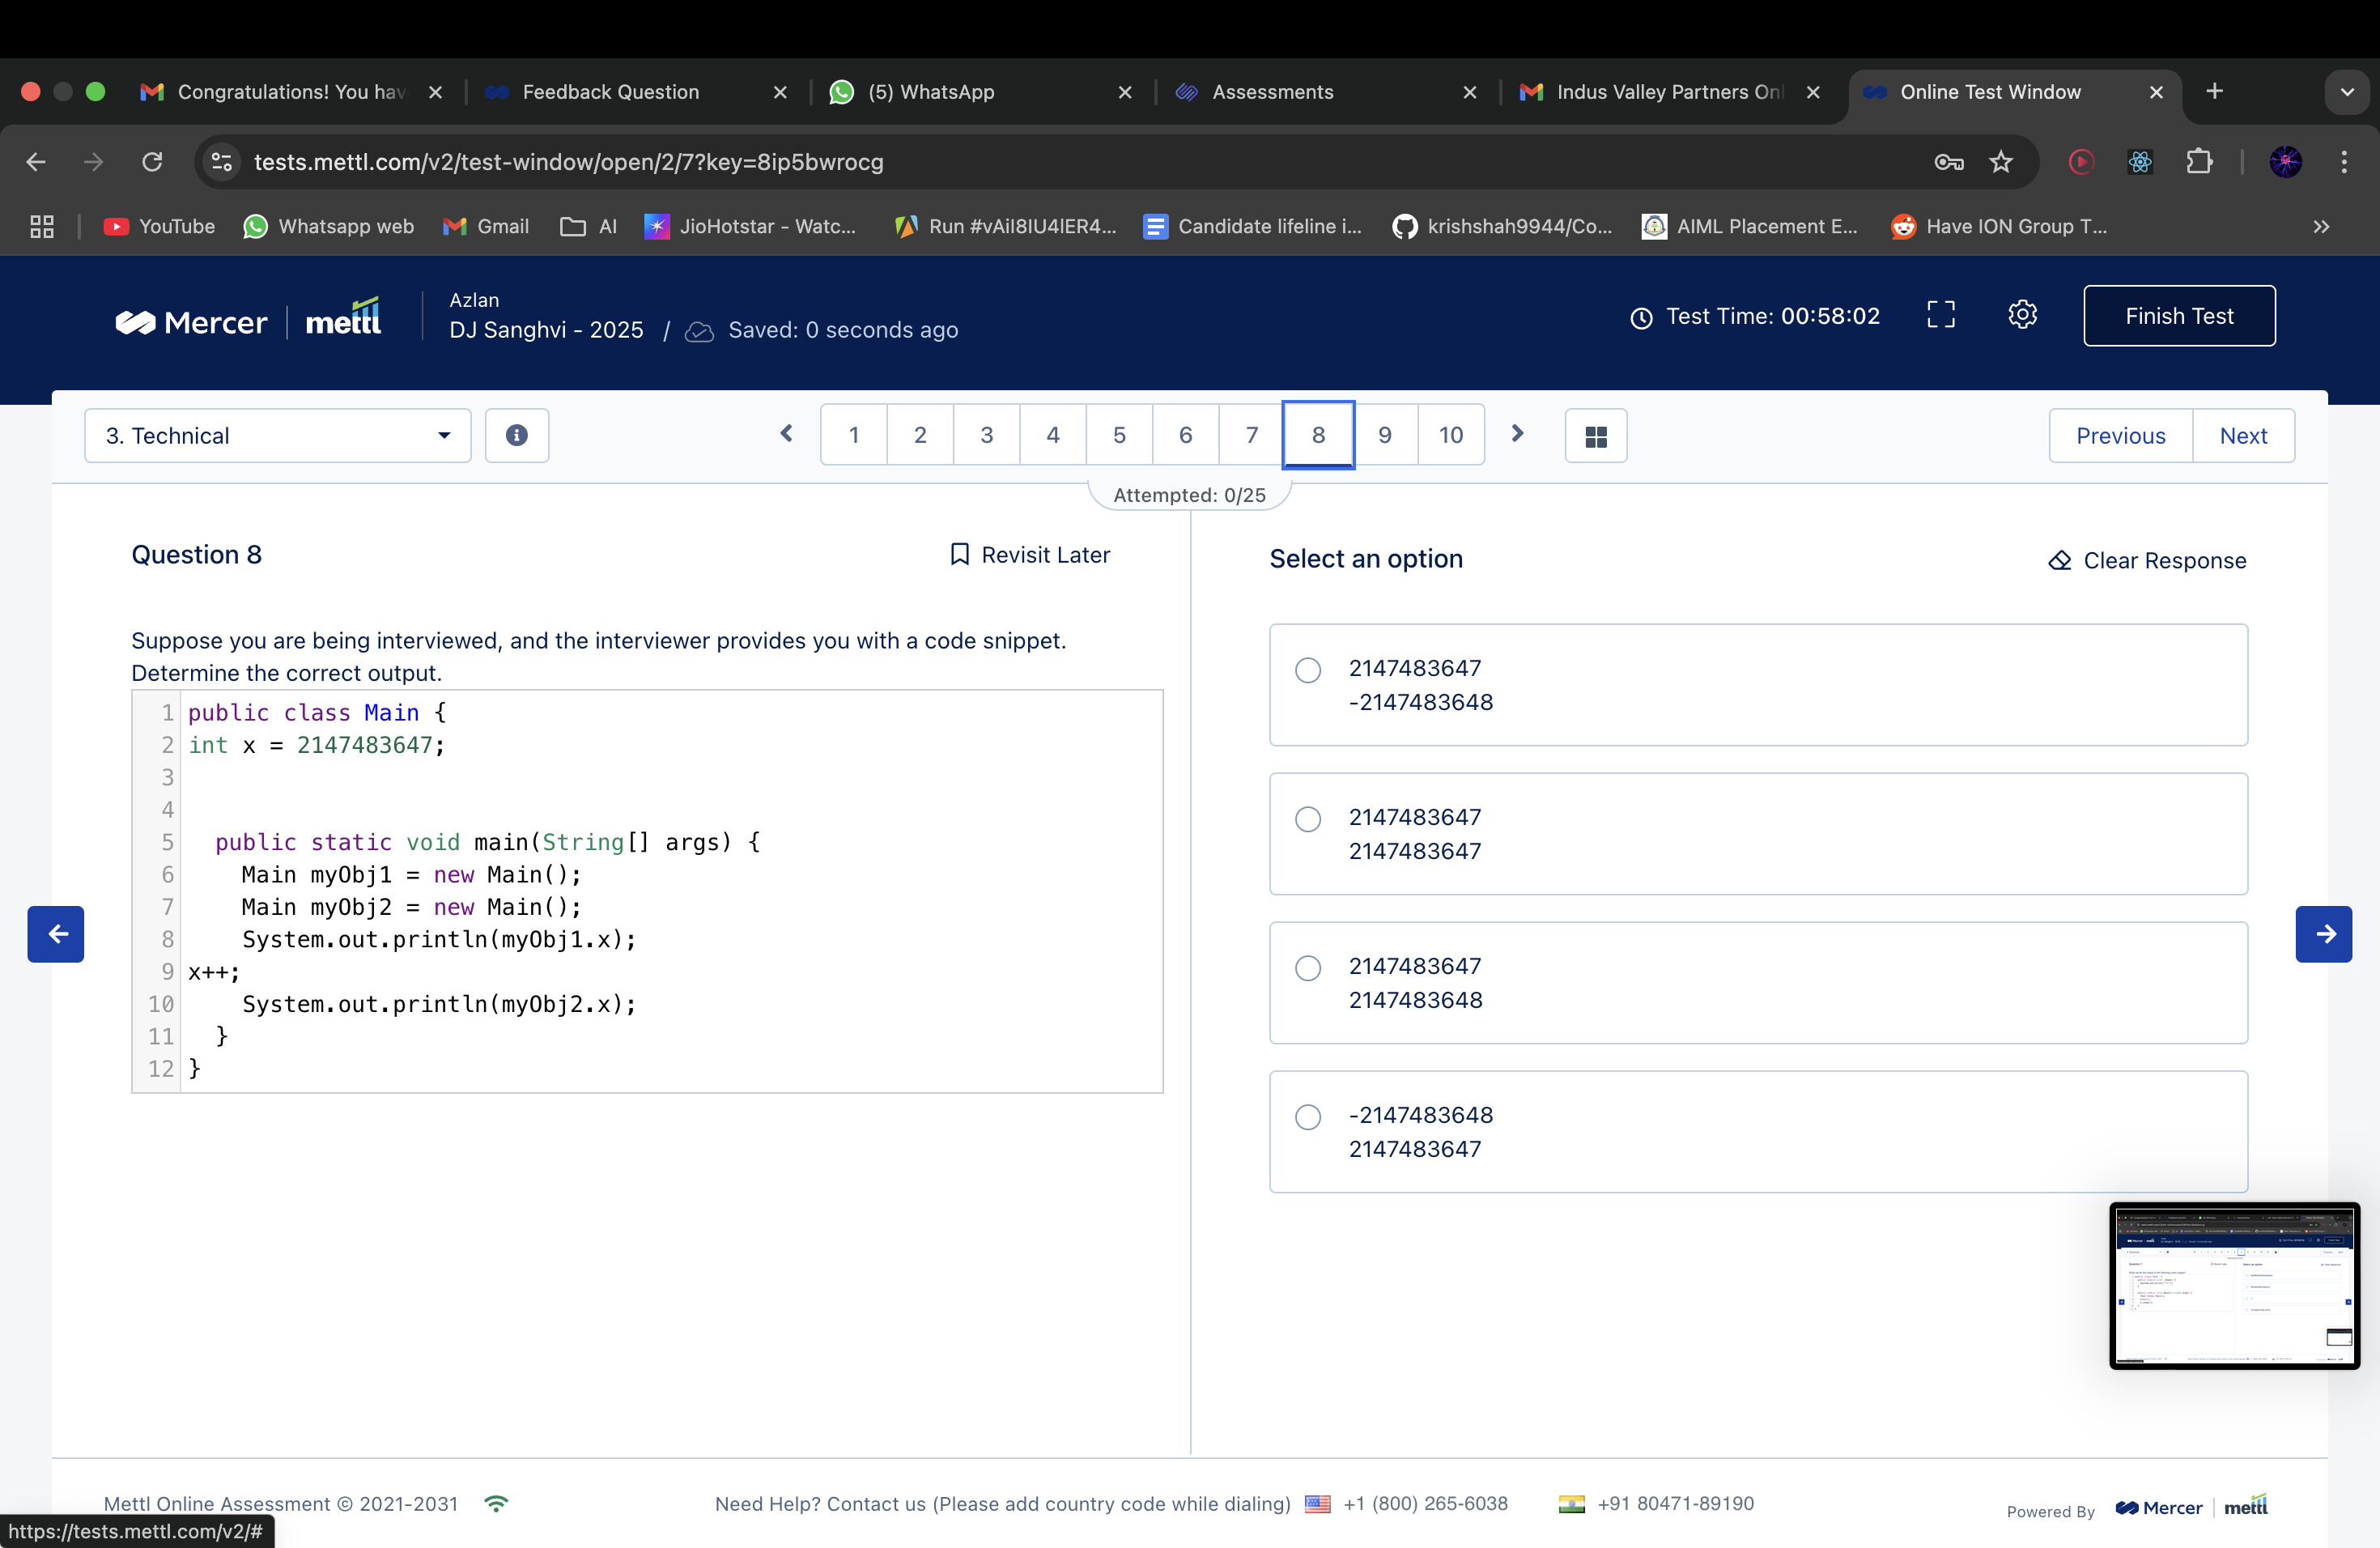 Congratulations! You hav
Feedback Question
(5) WhatsApp
Assessments
Indus Valley Partners Onl
Online Test Window
tests.mettl.com/v2/test-window/open/2/7?key=8ip5bwrocg
YouTube
Whatsapp web
Gmail
AI
JioHotstar - Watc...
Run #vAiI8IU4lER4...
Candidate lifeline i...
krishshah9944/Co...
AIML Placement E...
Have ION Group T...
Mercer | mettl
Azlan
DJ Sanghvi - 2025 / Saved: 0 seconds ago
Test Time: 00:58:02
Finish Test
3. Technical
1 2 3 4 5 6 7 8 9 10
Previous Next
Attempted: 0/25
Question 8
Revisit Later
Suppose you are being interviewed, and the interviewer provides you with a code snippet.
Determine the correct output.
1 public class Main {
2 int x = 2147483647;
3
4
5 public static void main(String[] args) {
6 Main myObj1 = new Main();
7 Main myObj2 = new Main();
8 System.out.println(myObj1.x);
9 x++;
10 System.out.println(myObj2.x);
11 }
12 }
Select an option
Clear Response
2147483647
-2147483648
2147483647
2147483647
2147483647
2147483648
-2147483648
2147483647
Mettl Online Assessment © 2021-2031
Need Help? Contact us (Please add country code while dialing) +1 (800) 265-6038 +91 80471-89190
Powered By Mercer | mettl
https://tests.mettl.com/v2/#